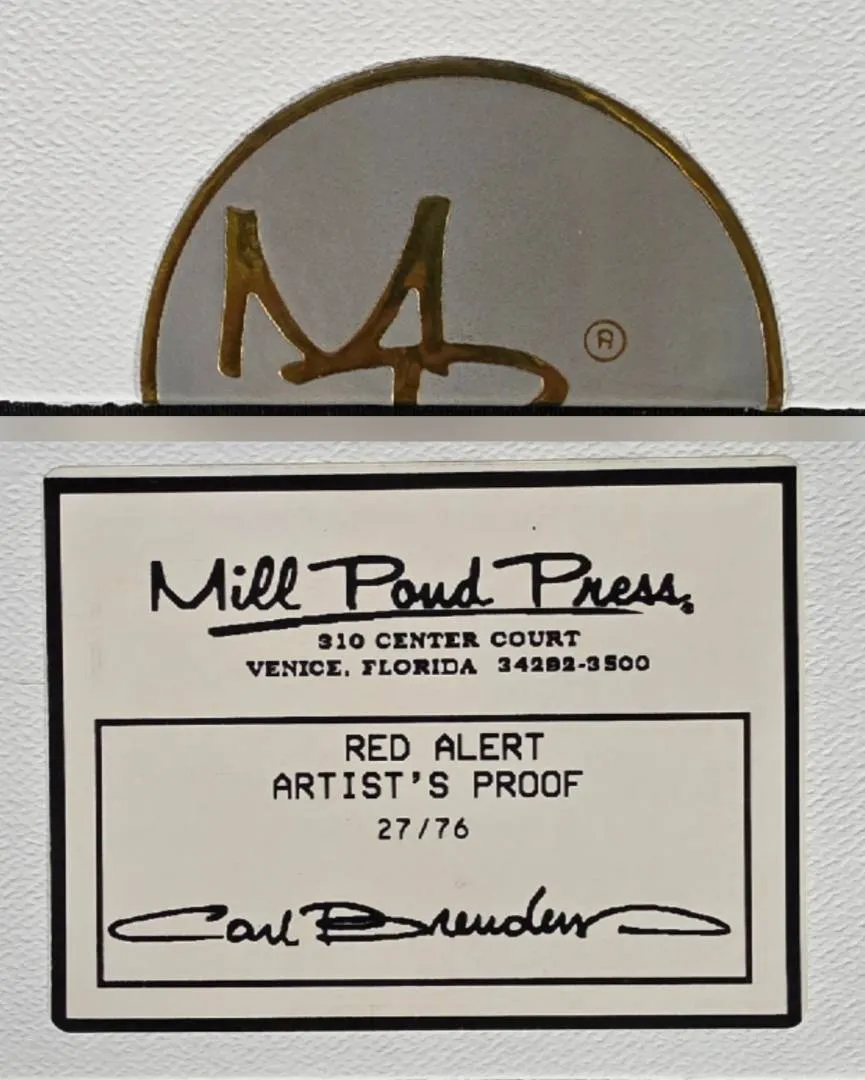 MP ®
Mill Pond Press.
310 CENTER COURT
VENICE, FLORIDA 34292-3500
RED ALERT
ARTIST'S PROOF
27/76
Carl Brenders